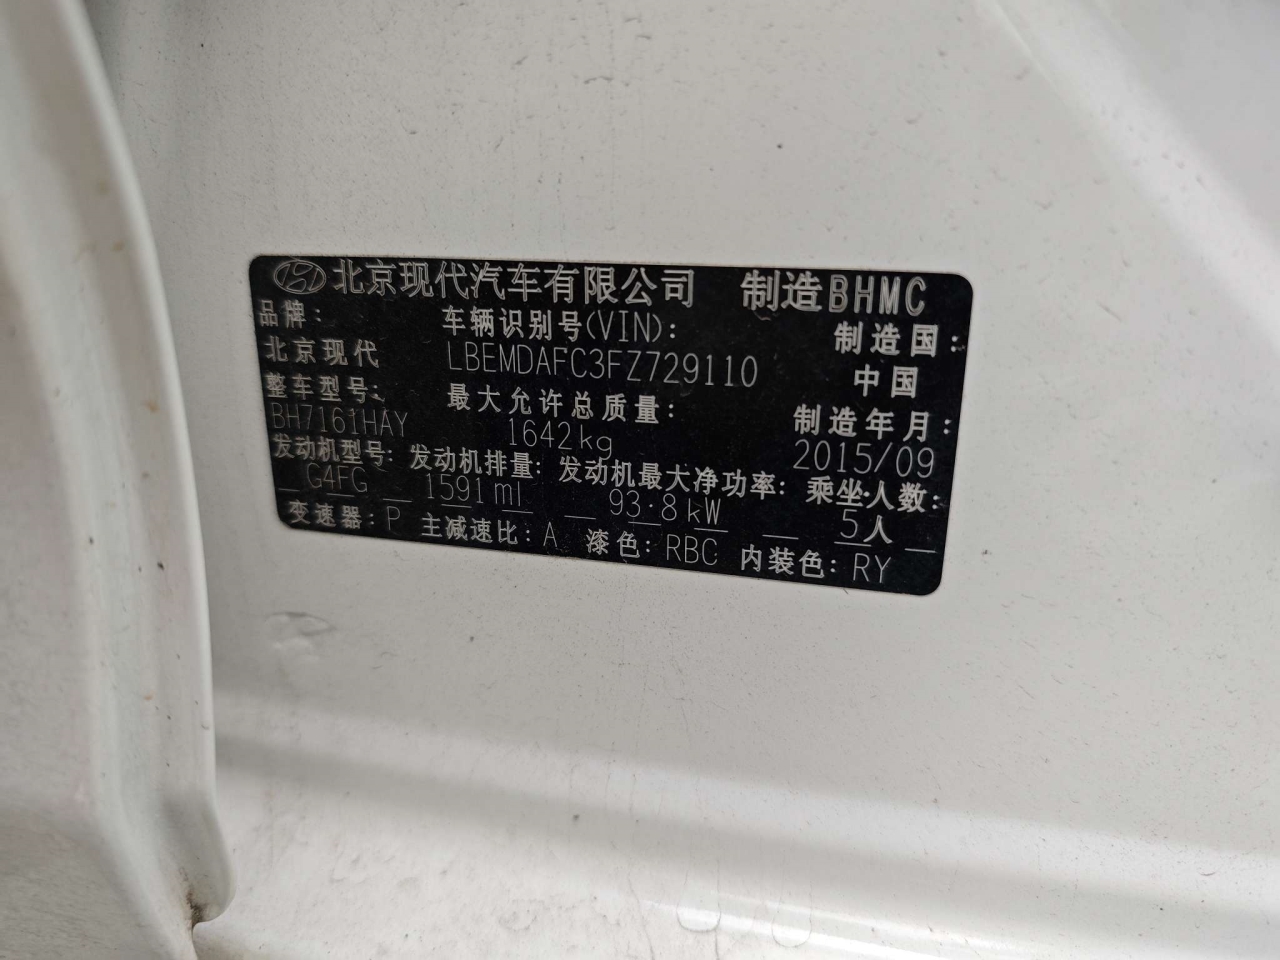 北京现代汽车有限公司 制造BHMC
品牌: 车辆识别号(VIN): 制造国:
北京现代 LBEMDAFC3FZ729110 中国
整车型号: 最大允许总质量: 制造年月:
BH7161HAY 1642kg 2015/09
发动机型号: 发动机排量: 发动机最大净功率: 乘坐人数:
G4FG 1591ml 93.8kW 5人
变速器: P 主减速比: A 漆色: RBC 内装色: RY